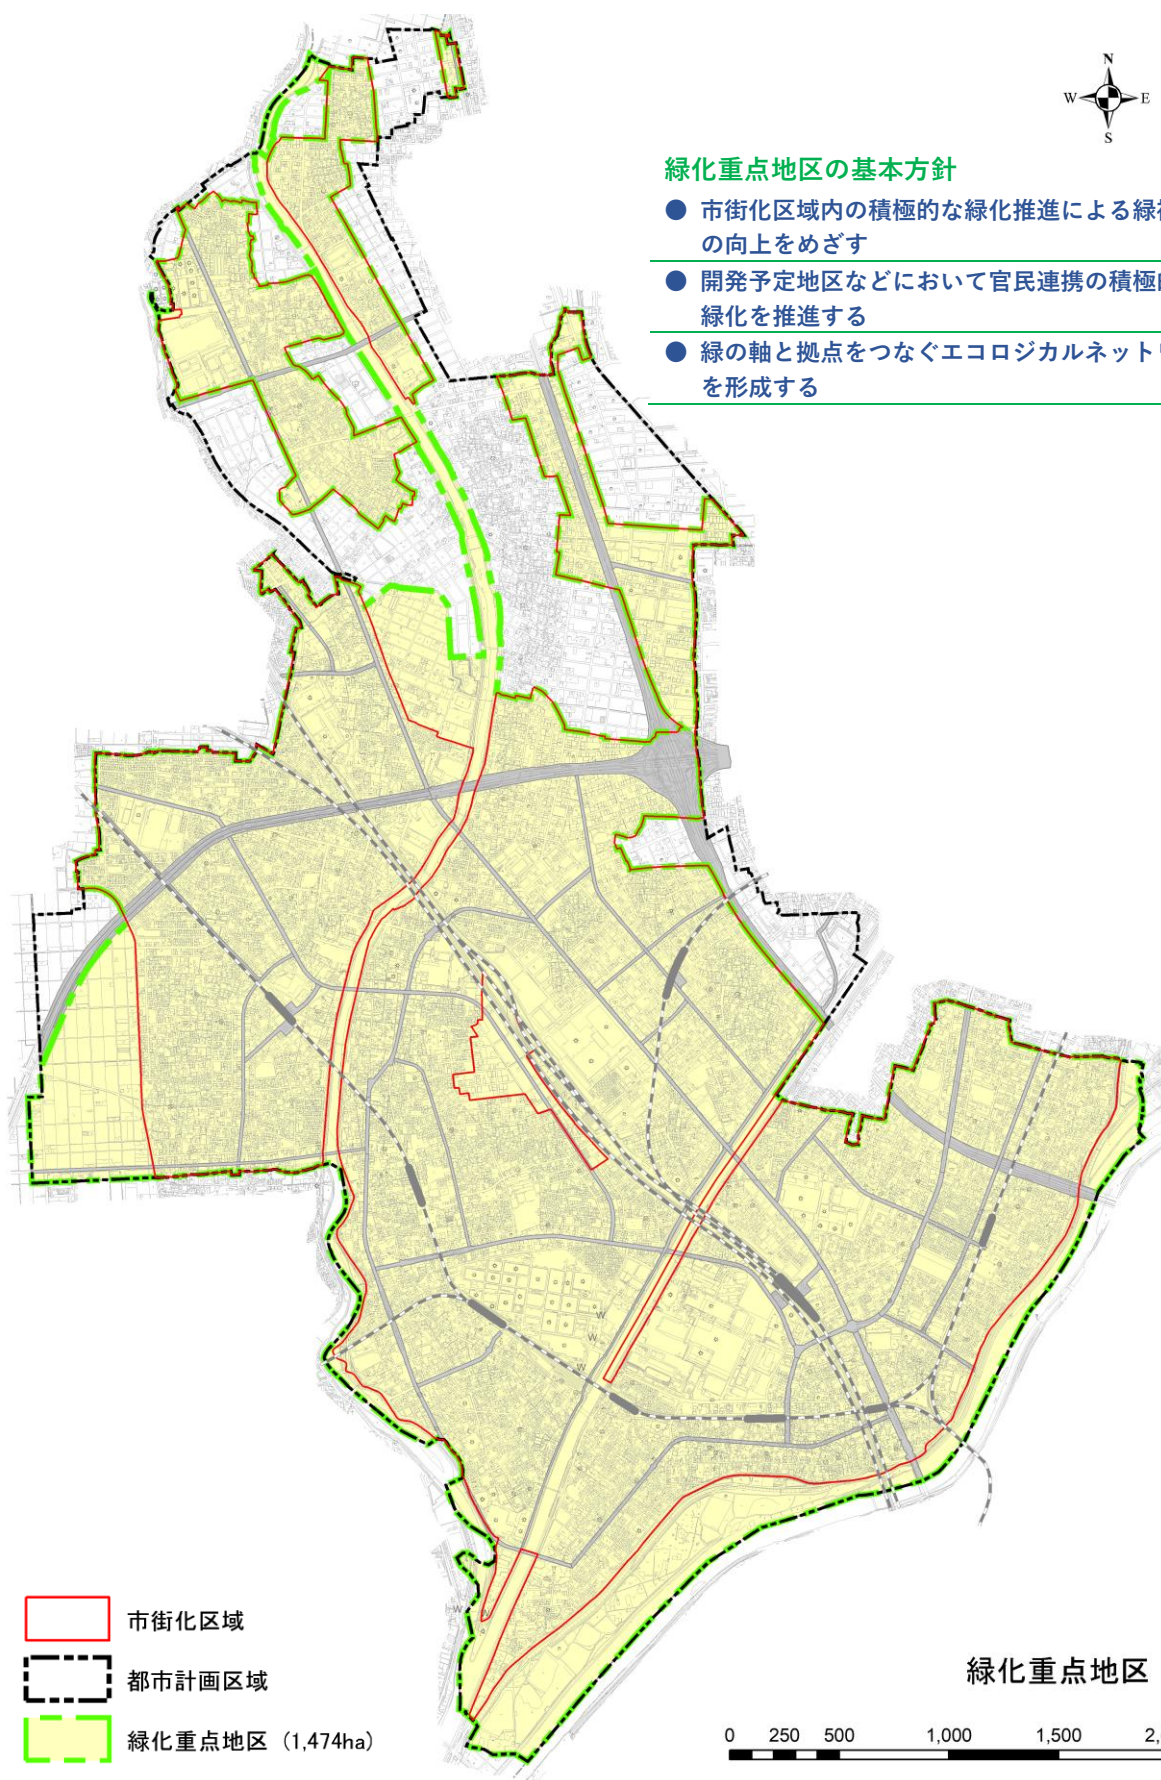 N
W
E
S
緑化重点地区の基本方針
● 市街化区域内の積極的な緑化推進による緑
の向上をめざす
● 開発予定地区などにおいて官民連携の積極
緑化を推進する
● 緑の軸と拠点をつなぐエコロジカルネット
を形成する
W
W
W
市街化区域
都市計画区域
緑化重点地区（1,474ha）
緑化重点地区
0 250 500 1,000 1,500 2,